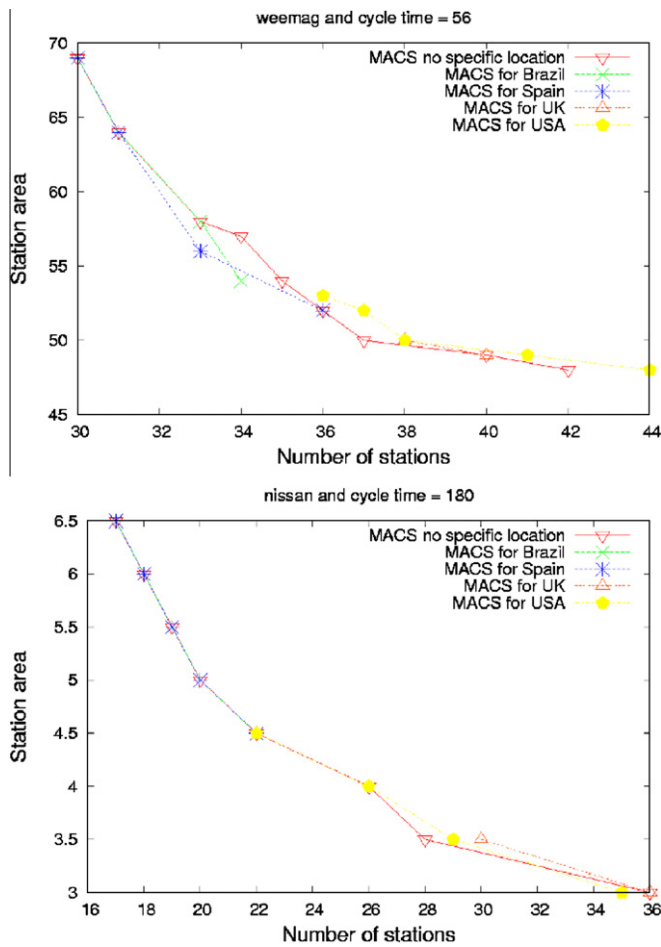 weemag and cycle time = 56
70
65
60
55
50
45
Station area
MACS no specific location
MACS for Brazil
MACS for Spain
MACS for UK
MACS for USA
30 32 34 36 38 40 42 44
Number of stations
nissan and cycle time = 180
6.5
6
5.5
5
4.5
4
3.5
3
Station area
MACS no specific location
MACS for Brazil
MACS for Spain
MACS for UK
MACS for USA
16 18 20 22 24 26 28 30 32 34 36
Number of stations